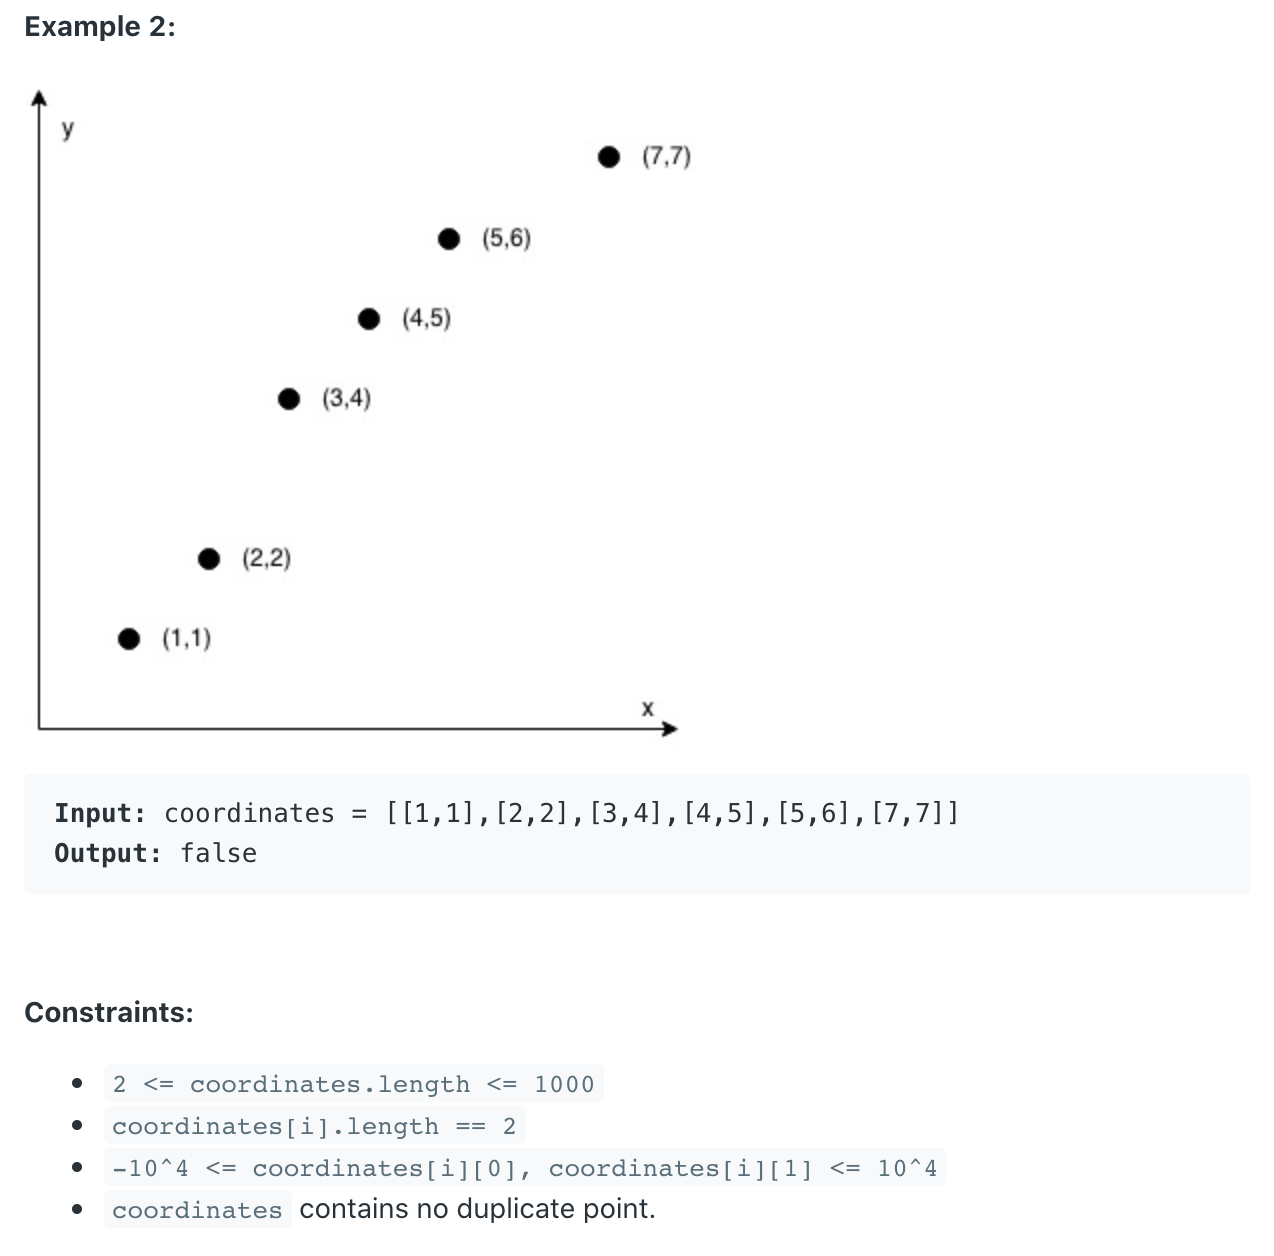 Example 2:
y
(7,7)
(5,6)
(4,5)
(3,4)
(2,2)
(1,1)
x
Input: coordinates = [[1,1],[2,2],[3,4],[4,5],[5,6],[7,7]]
Output: false
Constraints:
• 2 <= coordinates.length <= 1000
• coordinates[i].length == 2
• -10^4 <= coordinates[i][0], coordinates[i][1] <= 10^4
• coordinates contains no duplicate point.